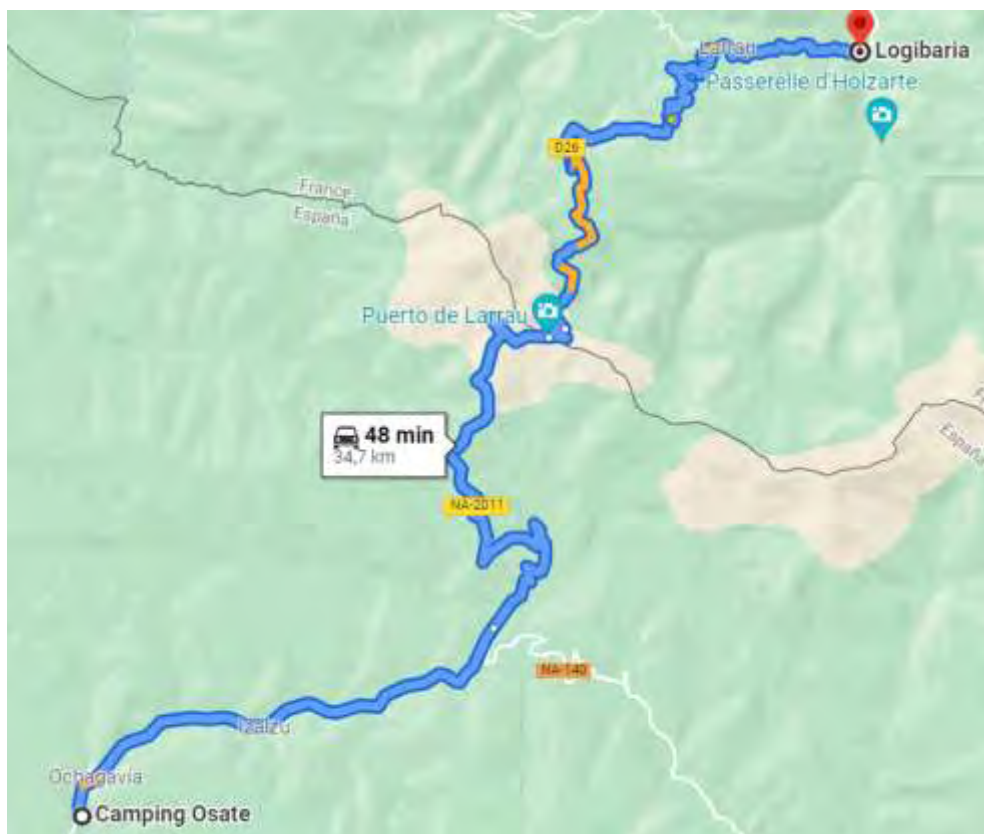 Larrau
Logibaria
Passerelle d'Holzarte
D26
France
España
Puerto de Larrau
España
48 min
34,7 km
NA-2011
NA-140
Izalzu
Ochagavía
Camping Osate